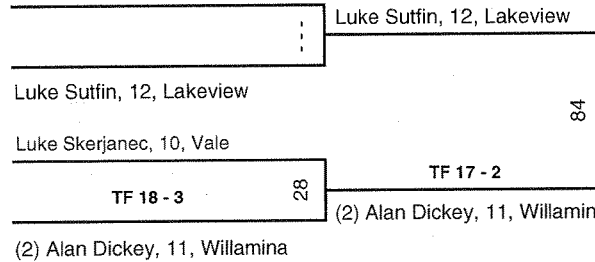 Luke Sutfin, 12, Lakeview
Luke Sutfin, 12, Lakeview
84
Luke Skerjanec, 10, Vale
TF 17 - 2
TF 18 - 3
28
(2) Alan Dickey, 11, Willamin
(2) Alan Dickey, 11, Willamina